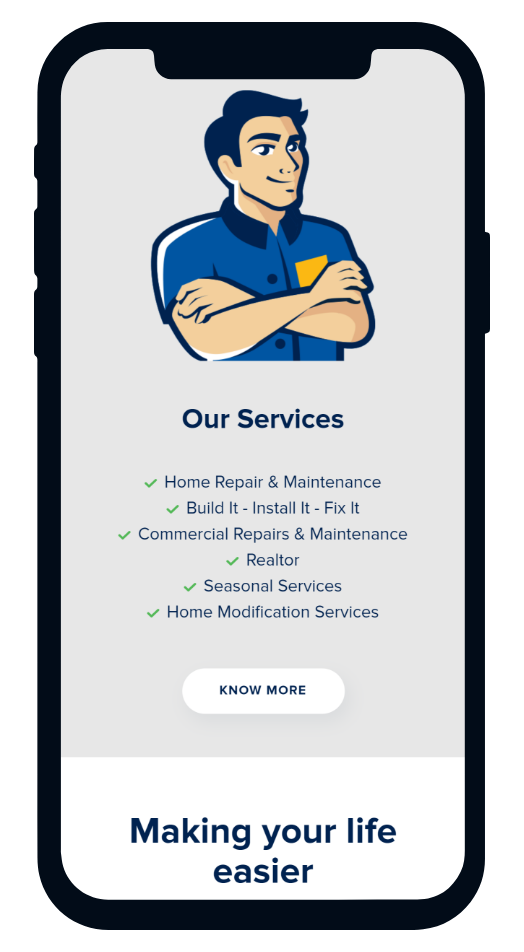 Our Services
Home Repair & Maintenance
Build It - Install It - Fix It
Commercial Repairs & Maintenance
Realtor
Seasonal Services
Home Modification Services
KNOW MORE
Making your life
easier